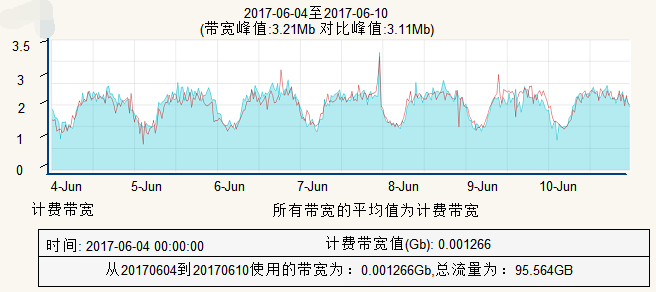 2017-06-04至2017-06-10
(带宽峰值:3.21Mb 对比峰值:3.11Mb)
3.5
3
2
1
0
4-Jun 5-Jun 6-Jun 7-Jun 8-Jun 9-Jun 10-Jun
计费带宽 所有带宽的平均值为计费带宽
时间: 2017-06-04 00:00:00 计费带宽值(Gb): 0.001266
从20170604到20170610使用的带宽为：0.001266Gb,总流量为：95.564GB